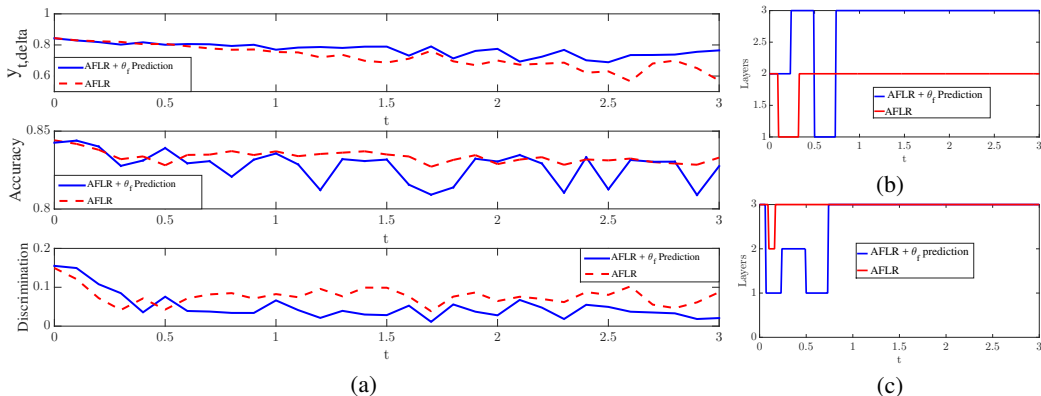 1
0.8
0.6
y_t,delta
AFLR + θ_f Prediction
AFLR
0 0.5 1 1.5 2 2.5 3
t
0.85
0.8
Accuracy
AFLR + θ_f Prediction
AFLR
0 0.5 1 1.5 2 2.5 3
t
0.2
0.1
0
Discrimination
AFLR + θ_f Prediction
AFLR
0 0.5 1 1.5 2 2.5 3
t
(a)
3
2
1
Layers
AFLR + θ_f Prediction
AFLR
0 0.5 1 1.5 2 2.5 3
t
(b)
3
2
1
Layers
AFLR + θ_f prediction
AFLR
0 0.5 1 1.5 2 2.5 3
t
(c)